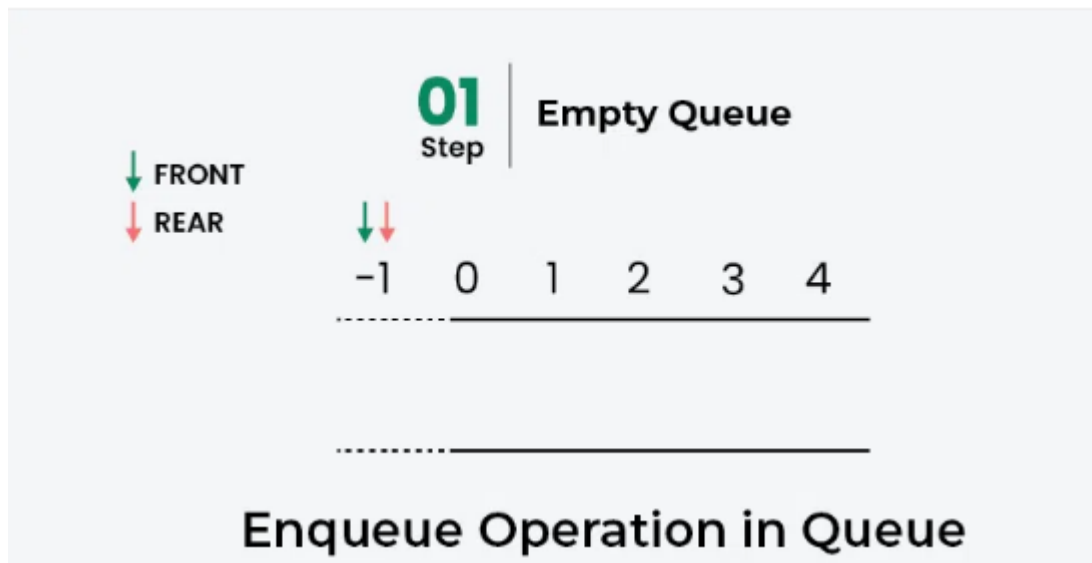 01
Step
Empty Queue
FRONT
REAR
-1 0 1 2 3 4
Enqueue Operation in Queue